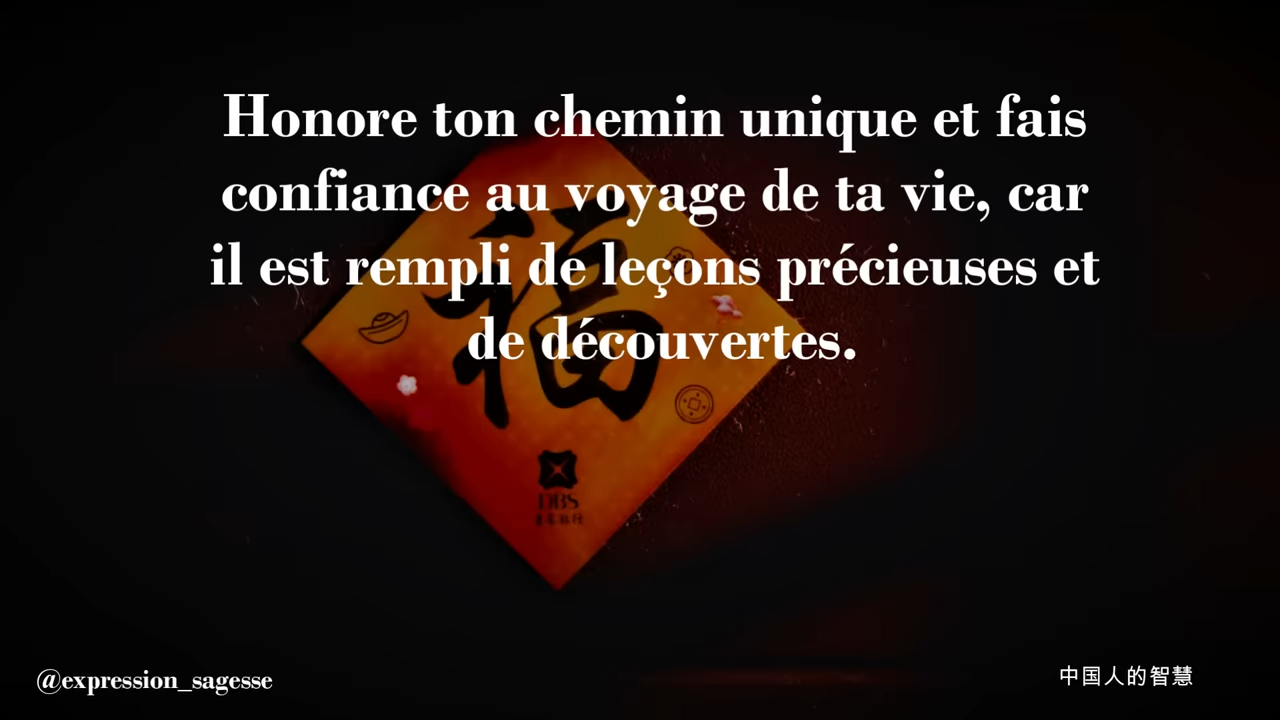 Honore ton chemin unique et fais
confiance au voyage de ta vie, car
il est rempli de leçons précieuses et
de découvertes.
福
DBS
@expression_sagesse
中国人的智慧